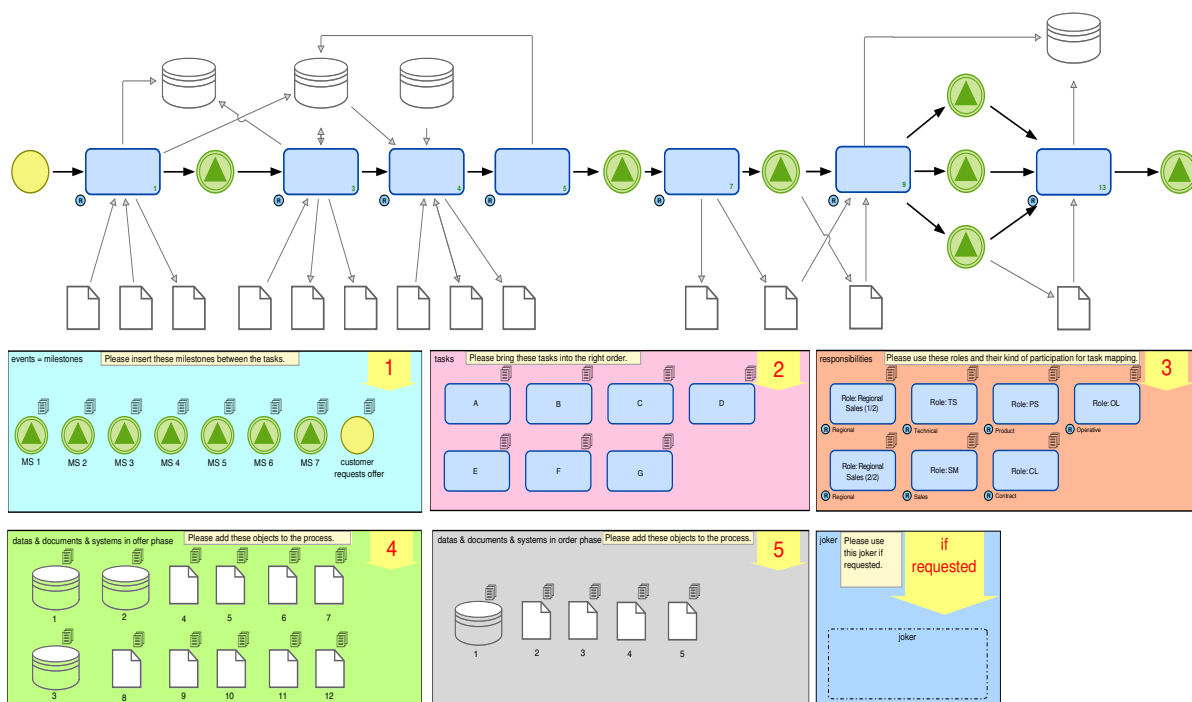 1
3
4
5
7
9
13
R
R
R
R
R
R
R
events = milestones
Please insert these milestones between the tasks.
1
MS 1
MS 2
MS 3
MS 4
MS 5
MS 6
MS 7
customer
requests offer
tasks
Please bring these tasks into the right order.
2
A
B
C
D
E
F
G
responsibilities
Please use these roles and their kind of participation for task mapping.
3
Role: Regional
Sales (1/2)
R Regional
Role: TS
R Technical
Role: PS
R Product
Role: OL
R Operative
Role: Regional
Sales (2/2)
R Regional
Role: SM
R Sales
Role: CL
R Contract
datas & documents & systems in offer phase
Please add these objects to the process.
4
1
2
4
5
6
7
3
8
9
10
11
12
datas & documents & systems in order phase
Please add these objects to the process.
5
1
2
3
4
5
joker
Please use
this joker if
requested.
if
requested
joker